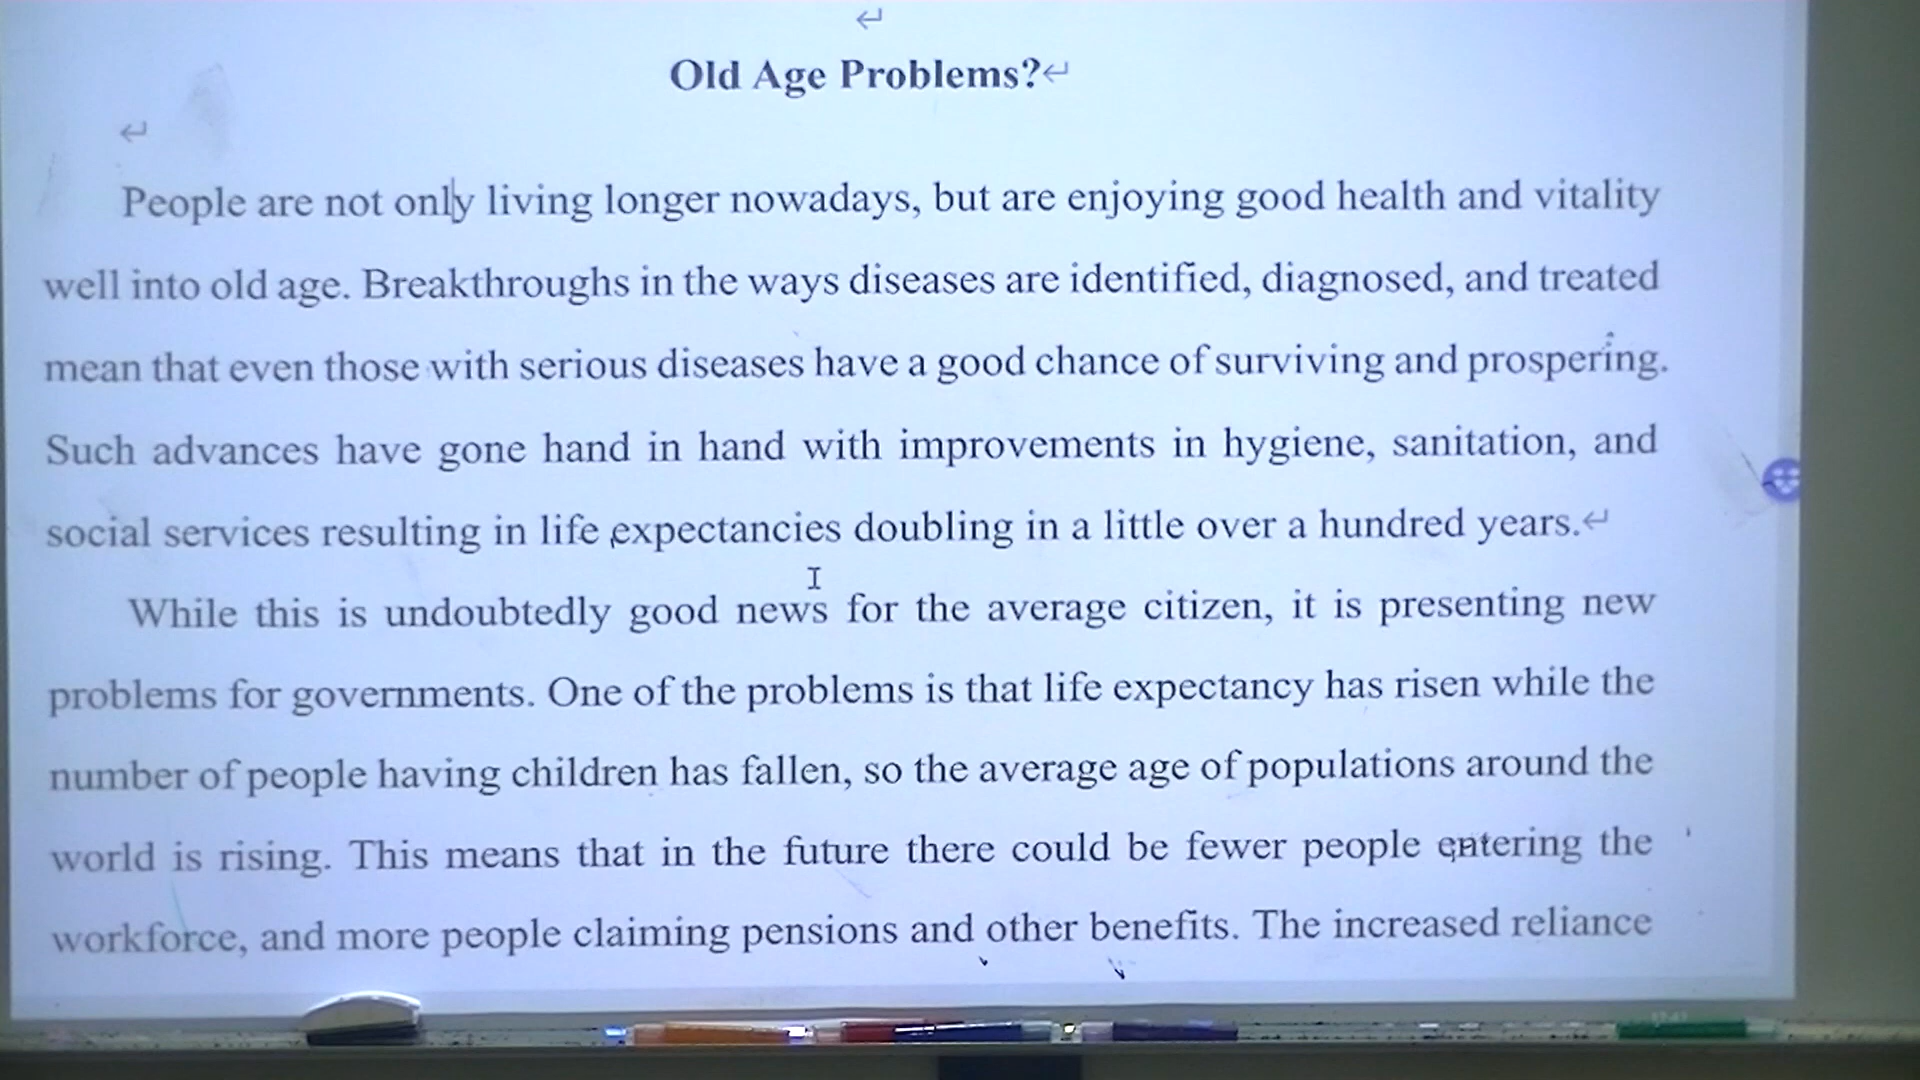 Old Age Problems?
People are not only living longer nowadays, but are enjoying good health and vitality
well into old age. Breakthroughs in the ways diseases are identified, diagnosed, and treated
mean that even those with serious diseases have a good chance of surviving and prospering.
Such advances have gone hand in hand with improvements in hygiene, sanitation, and
social services resulting in life expectancies doubling in a little over a hundred years.
While this is undoubtedly good news for the average citizen, it is presenting new
problems for governments. One of the problems is that life expectancy has risen while the
number of people having children has fallen, so the average age of populations around the
world is rising. This means that in the future there could be fewer people entering the
workforce, and more people claiming pensions and other benefits. The increased reliance